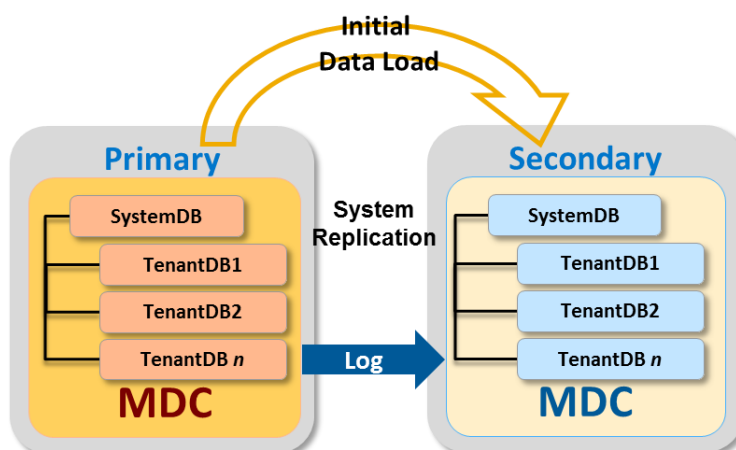 Initial
Data Load
Primary
SystemDB
TenantDB1
TenantDB2
TenantDB n
MDC
System
Replication
Log
Secondary
SystemDB
TenantDB1
TenantDB2
TenantDB n
MDC